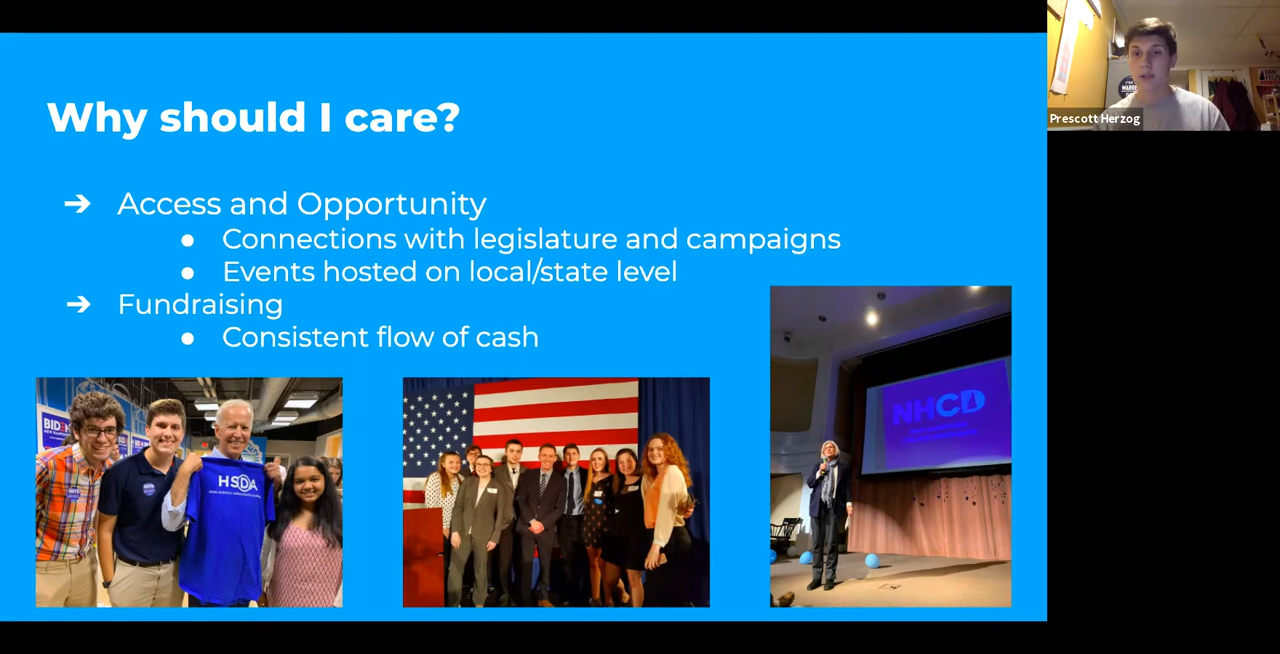 Why should I care?
➔ Access and Opportunity
● Connections with legislature and campaigns
● Events hosted on local/state level
➔ Fundraising
● Consistent flow of cash
BIDEN
HSDA
NHCD
Prescott Herzog